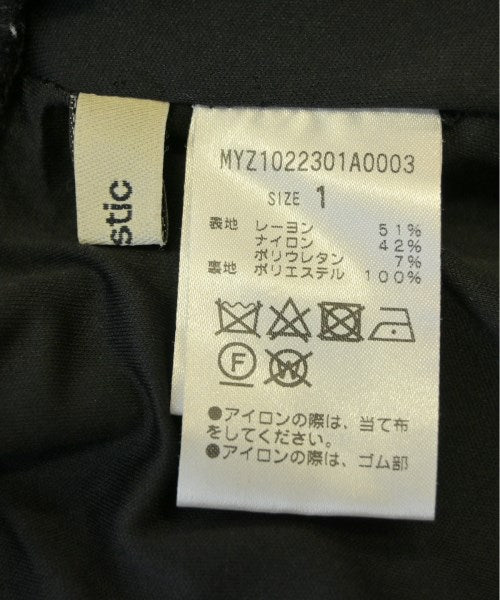 stic
MYZ1022301A0003
SIZE 1
表地 レーヨン 51%
ナイロン 42%
ポリウレタン 7%
裏地 ポリエステル 100%
F
W
●アイロンの際は、当て布
をしてください。
●アイロンの際は、ゴム部